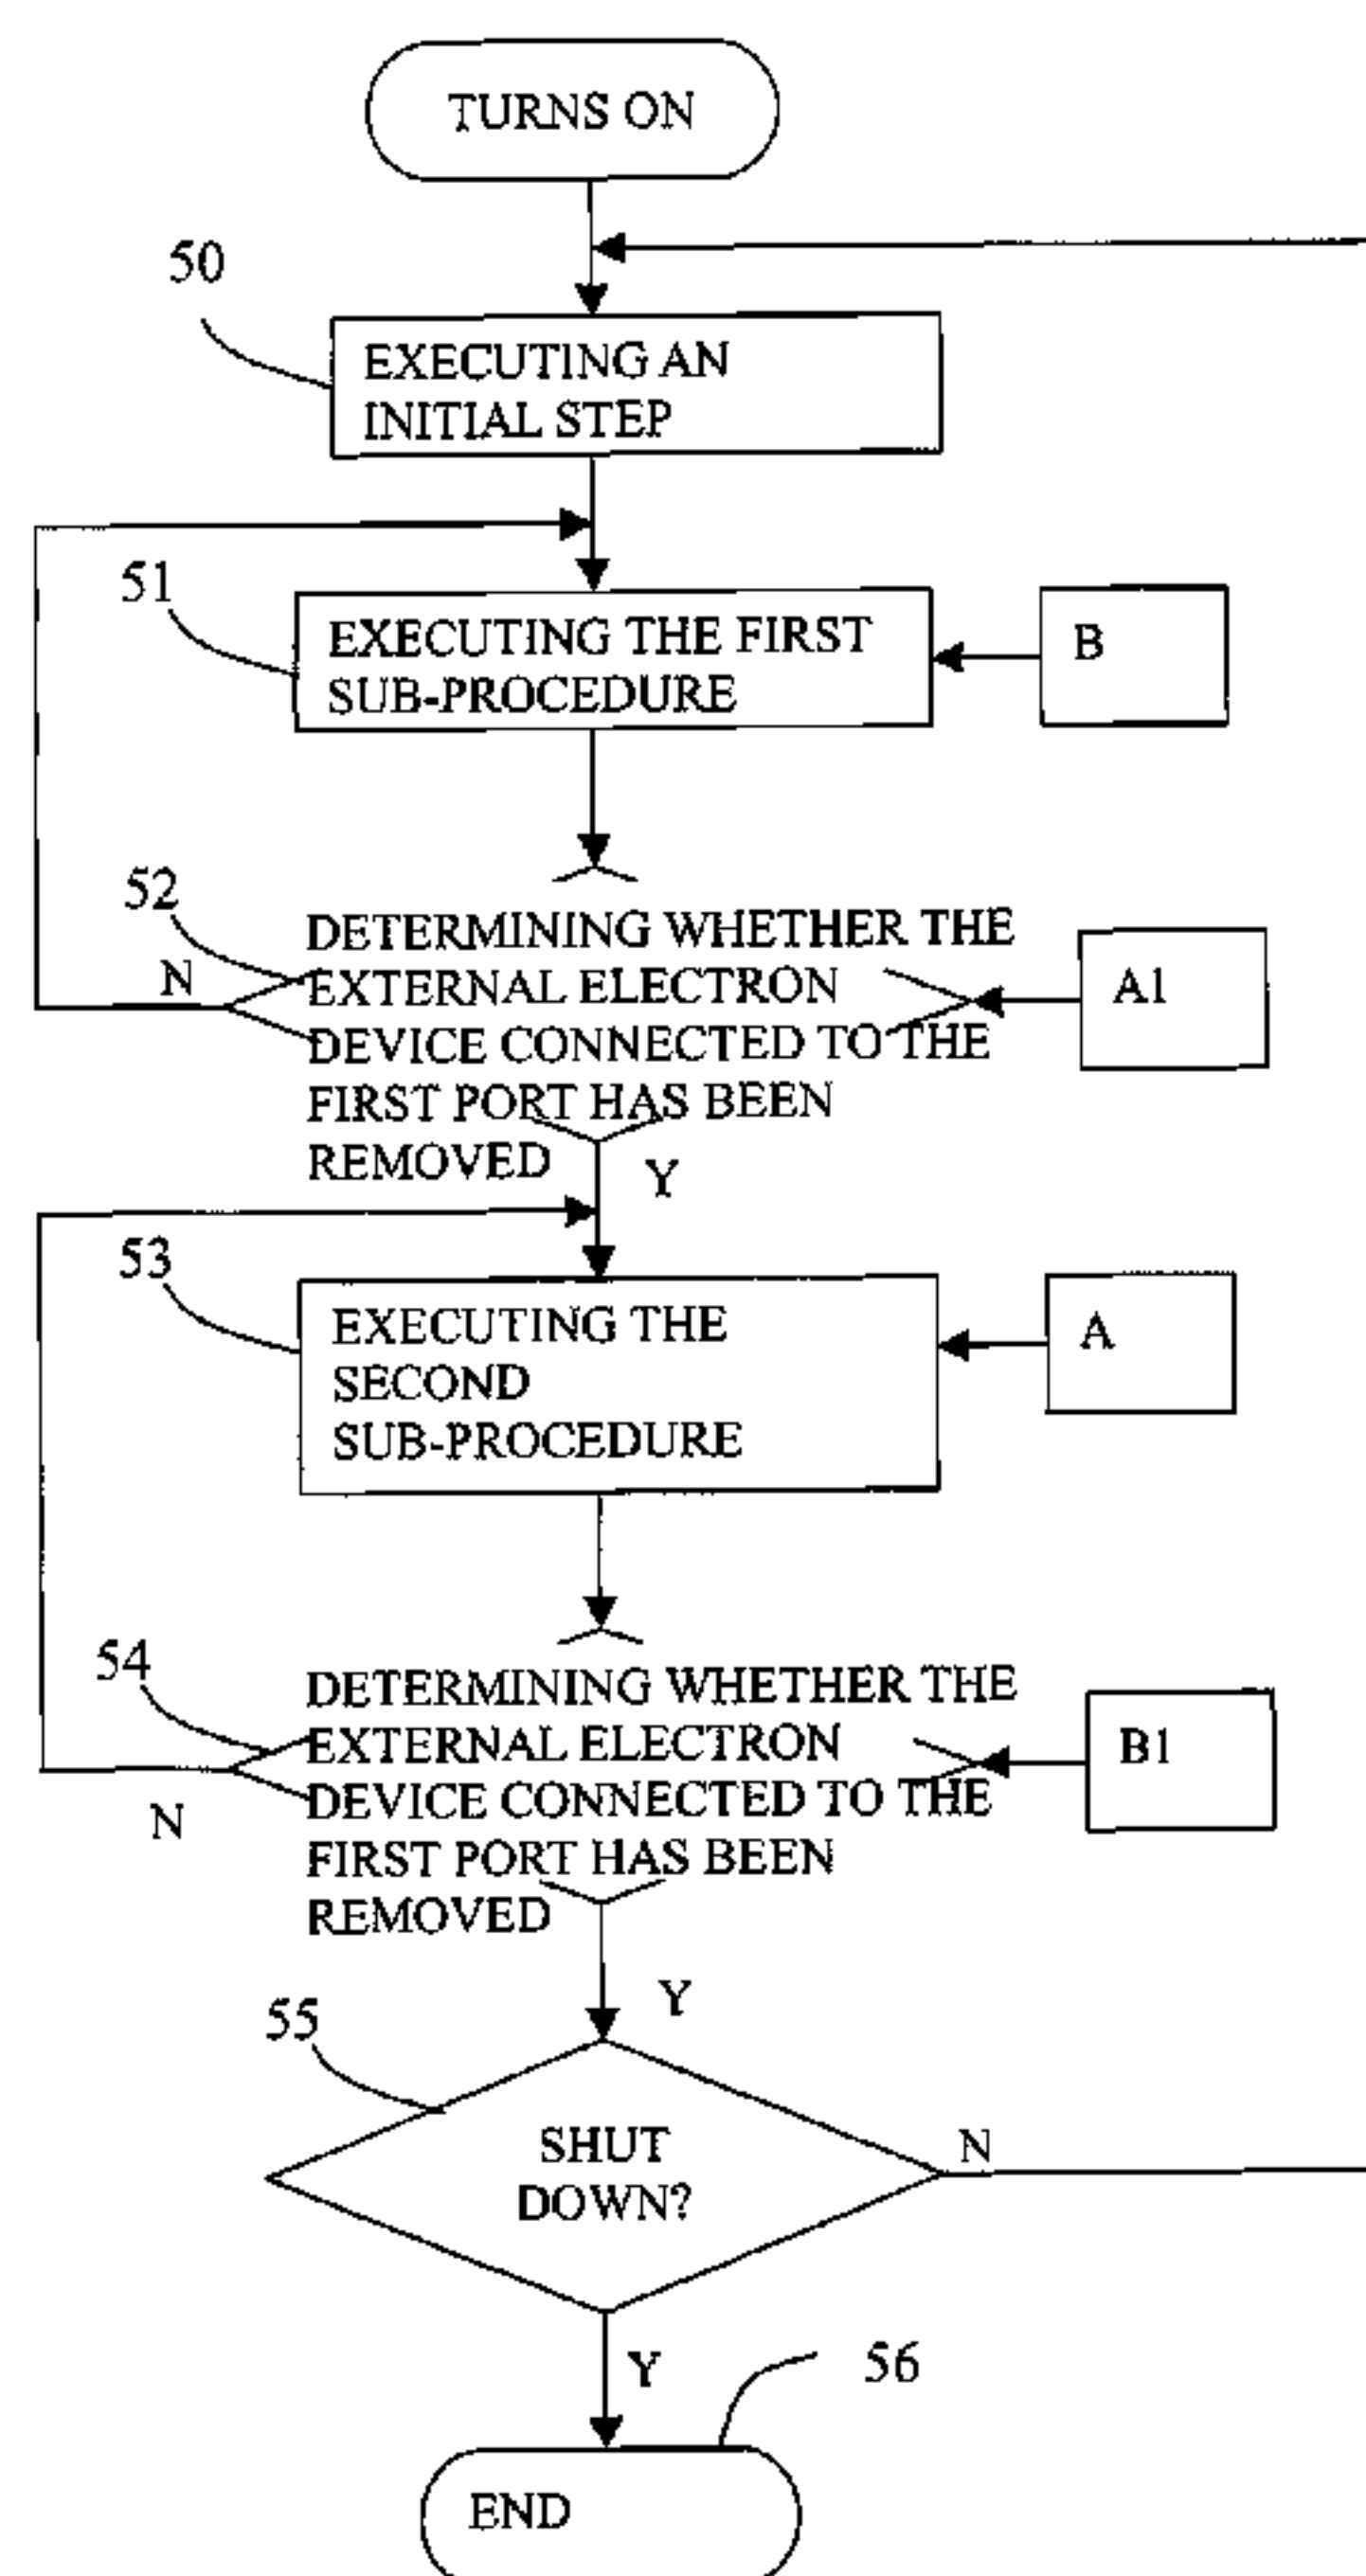 TURNS ON
50
EXECUTING AN
INITIAL STEP
51
EXECUTING THE FIRST
SUB-PROCEDURE
B
52
N
DETERMINING WHETHER THE
EXTERNAL ELECTRON
DEVICE CONNECTED TO THE
FIRST PORT HAS BEEN
REMOVED
A1
Y
53
EXECUTING THE
SECOND
SUB-PROCEDURE
A
54
N
DETERMINING WHETHER THE
EXTERNAL ELECTRON
DEVICE CONNECTED TO THE
FIRST PORT HAS BEEN
REMOVED
B1
Y
55
SHUT
DOWN?
N
Y
56
END